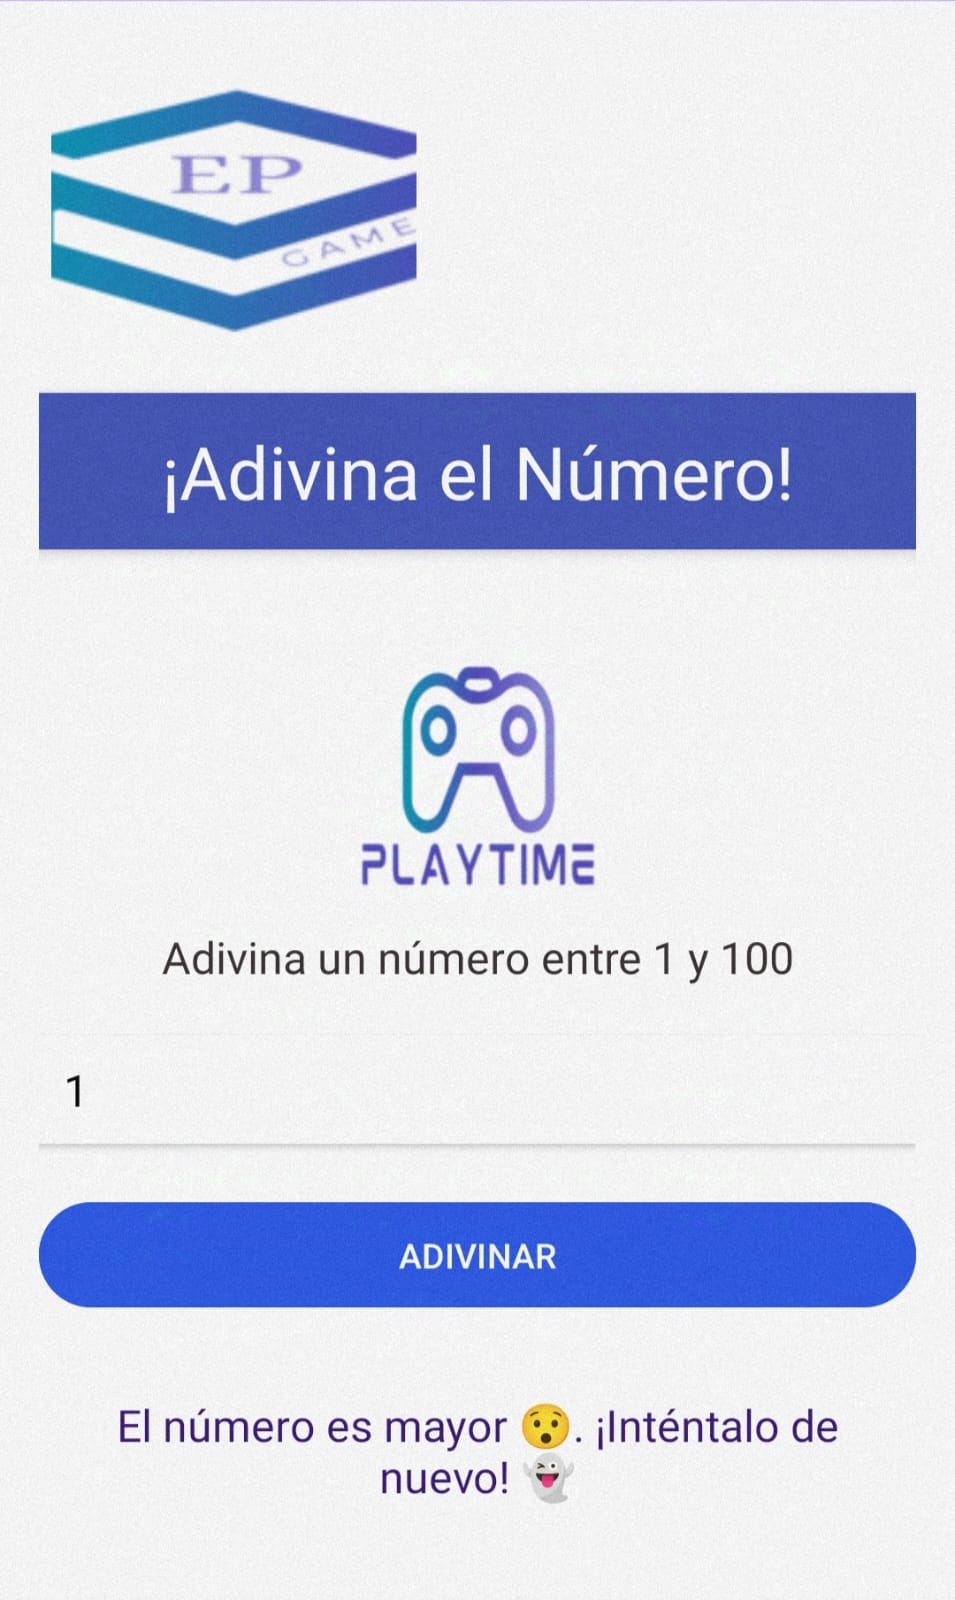 EP
GAME
¡Adivina el Número!
PLAYTIME
Adivina un número entre 1 y 100
1
ADIVINAR
El número es mayor 😯. ¡Inténtalo de
nuevo! 👻